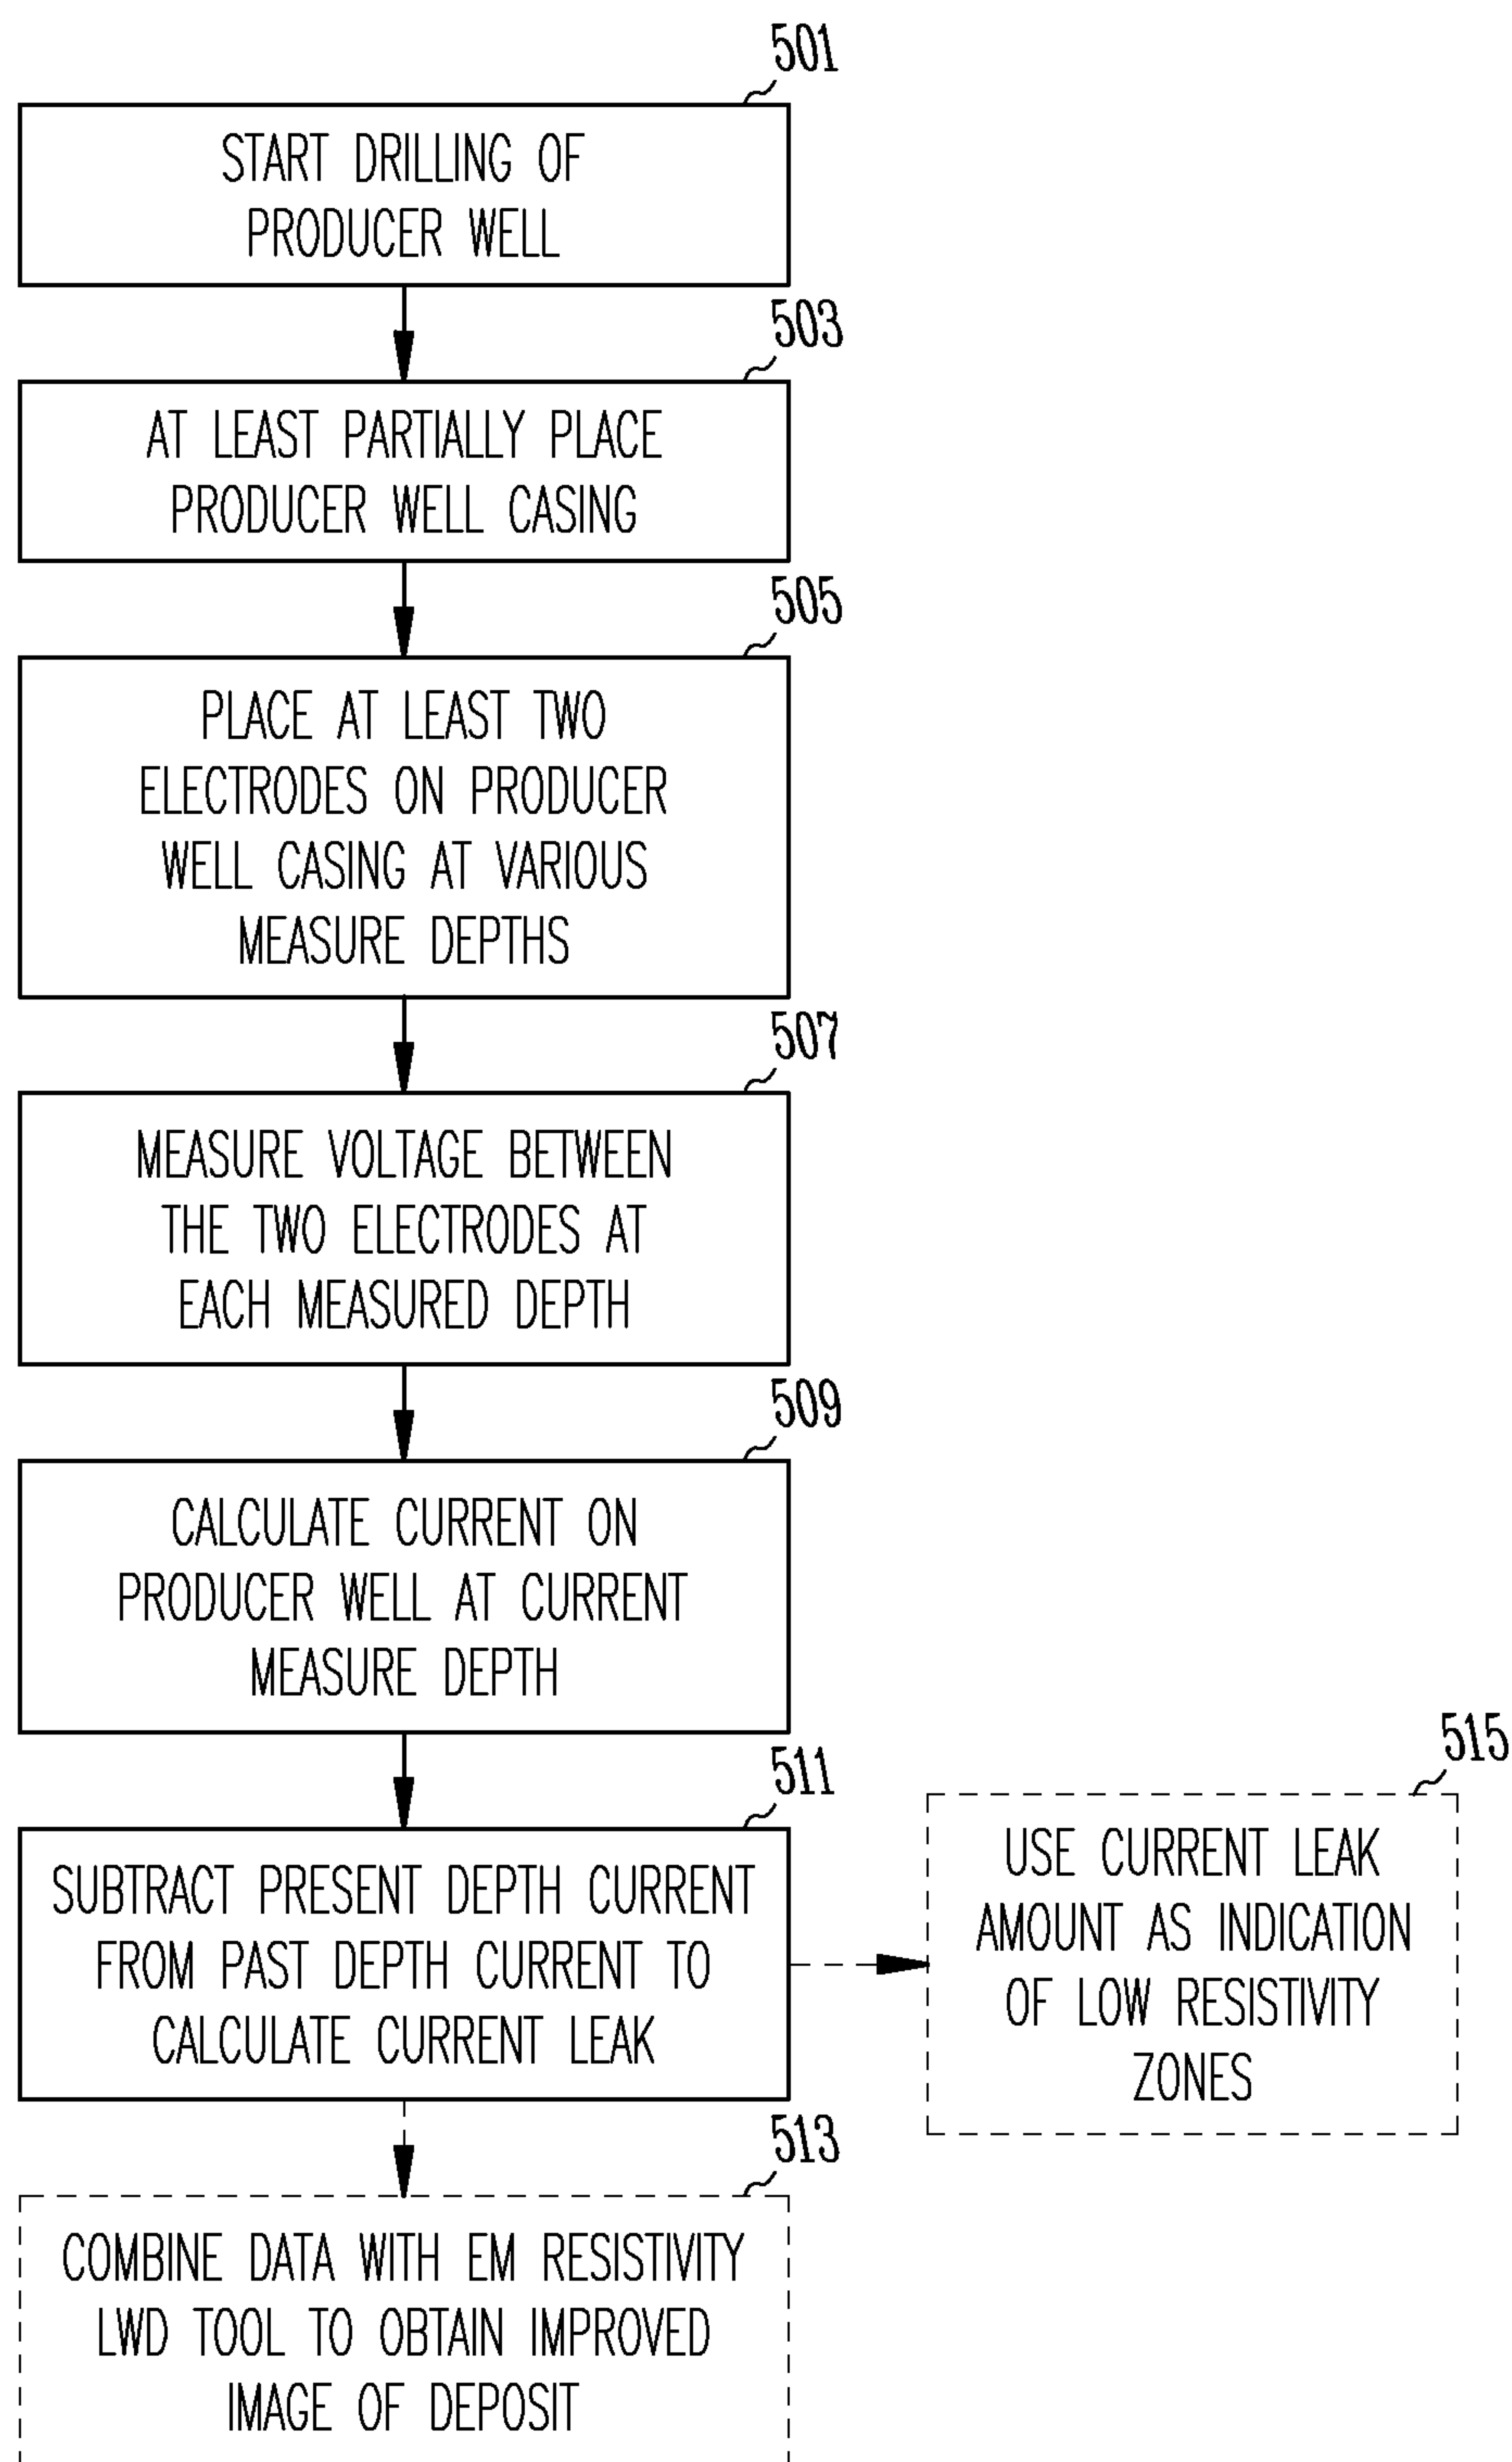 501
START DRILLING OF
PRODUCER WELL
503
AT LEAST PARTIALLY PLACE
PRODUCER WELL CASING
505
PLACE AT LEAST TWO
ELECTRODES ON PRODUCER
WELL CASING AT VARIOUS
MEASURE DEPTHS
507
MEASURE VOLTAGE BETWEEN
THE TWO ELECTRODES AT
EACH MEASURED DEPTH
509
CALCULATE CURRENT ON
PRODUCER WELL AT CURRENT
MEASURE DEPTH
511
SUBTRACT PRESENT DEPTH CURRENT
FROM PAST DEPTH CURRENT TO
CALCULATE CURRENT LEAK
515
USE CURRENT LEAK
AMOUNT AS INDICATION
OF LOW RESISTIVITY
ZONES
513
COMBINE DATA WITH EM RESISTIVITY
LWD TOOL TO OBTAIN IMPROVED
IMAGE OF DEPOSIT